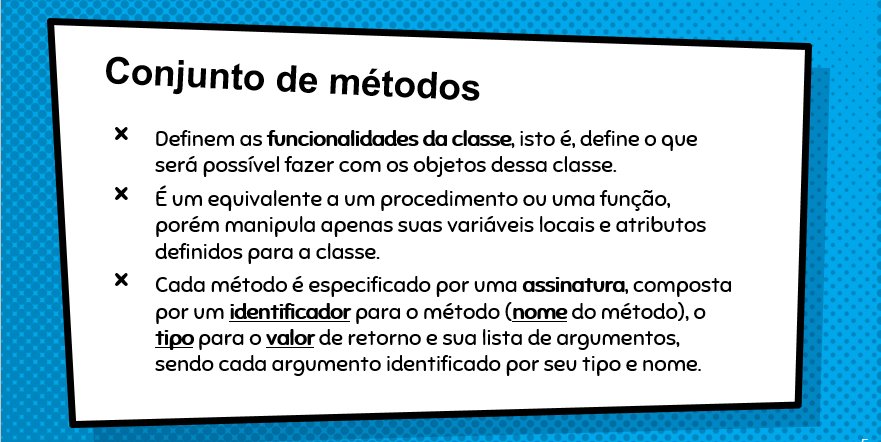 Conjunto de métodos
× Definem as funcionalidades da classe, isto é, define o que
será possível fazer com os objetos dessa classe.
× É um equivalente a um procedimento ou uma função,
porém manipula apenas suas variáveis locais e atributos
definidos para a classe.
× Cada método é especificado por uma assinatura, composta
por um identificador para o método (nome do método), o
tipo para o valor de retorno e sua lista de argumentos,
sendo cada argumento identificado por seu tipo e nome.